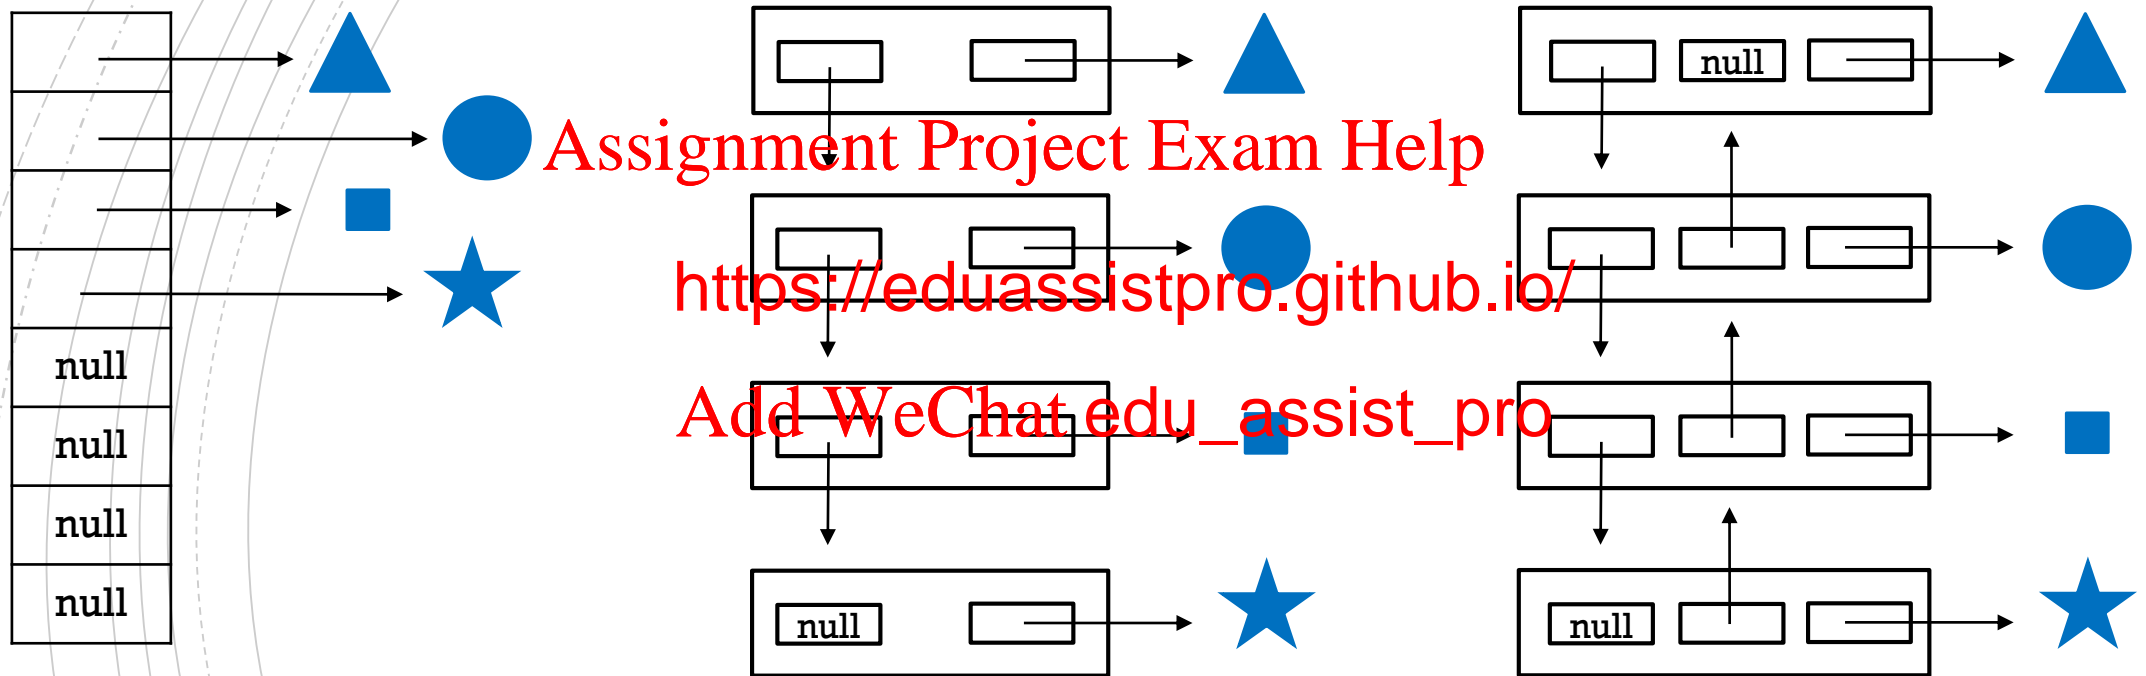 null
Assignment Project Exam Help
https://eduassistpro.github.io/
Add WeChat edu_assist_pro
null
null
null
null
null
null